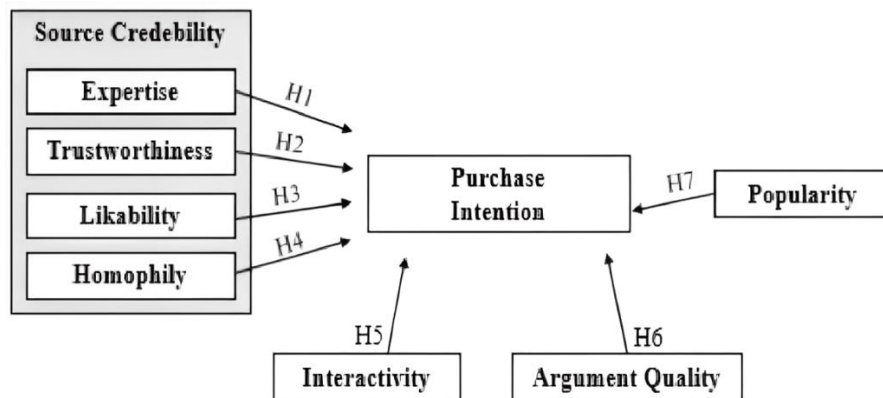 Source Credebility
Expertise
H1
Trustworthiness
H2
Purchase
Intention
H7
Popularity
Likability
H3
Homophily
H4
H5
H6
Interactivity
Argument Quality